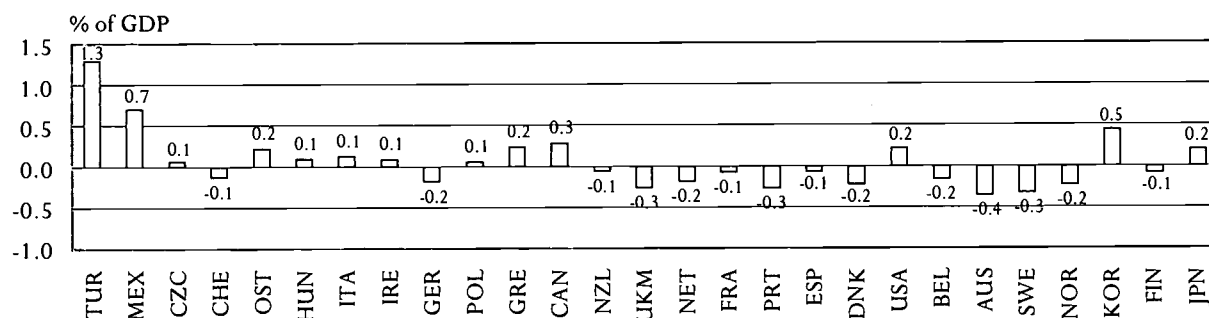 % of GDP
1.5
1.0
0.5
0.0
-0.5
-1.0
1.3 0.7 0.1 -0.1 0.2 0.1 0.1 0.1 -0.2 0.1 0.2 0.3 -0.1 -0.3 -0.2 -0.1 -0.3 -0.1 -0.2 0.2 -0.2 -0.4 -0.3 -0.2 0.5 -0.1 0.2
TUR MEX CZC CHE OST HUN ITA IRE GER POL GRE CAN NZL UKM NET FRA PRT ESP DNK USA BEL AUS SWE NOR KOR FIN JPN